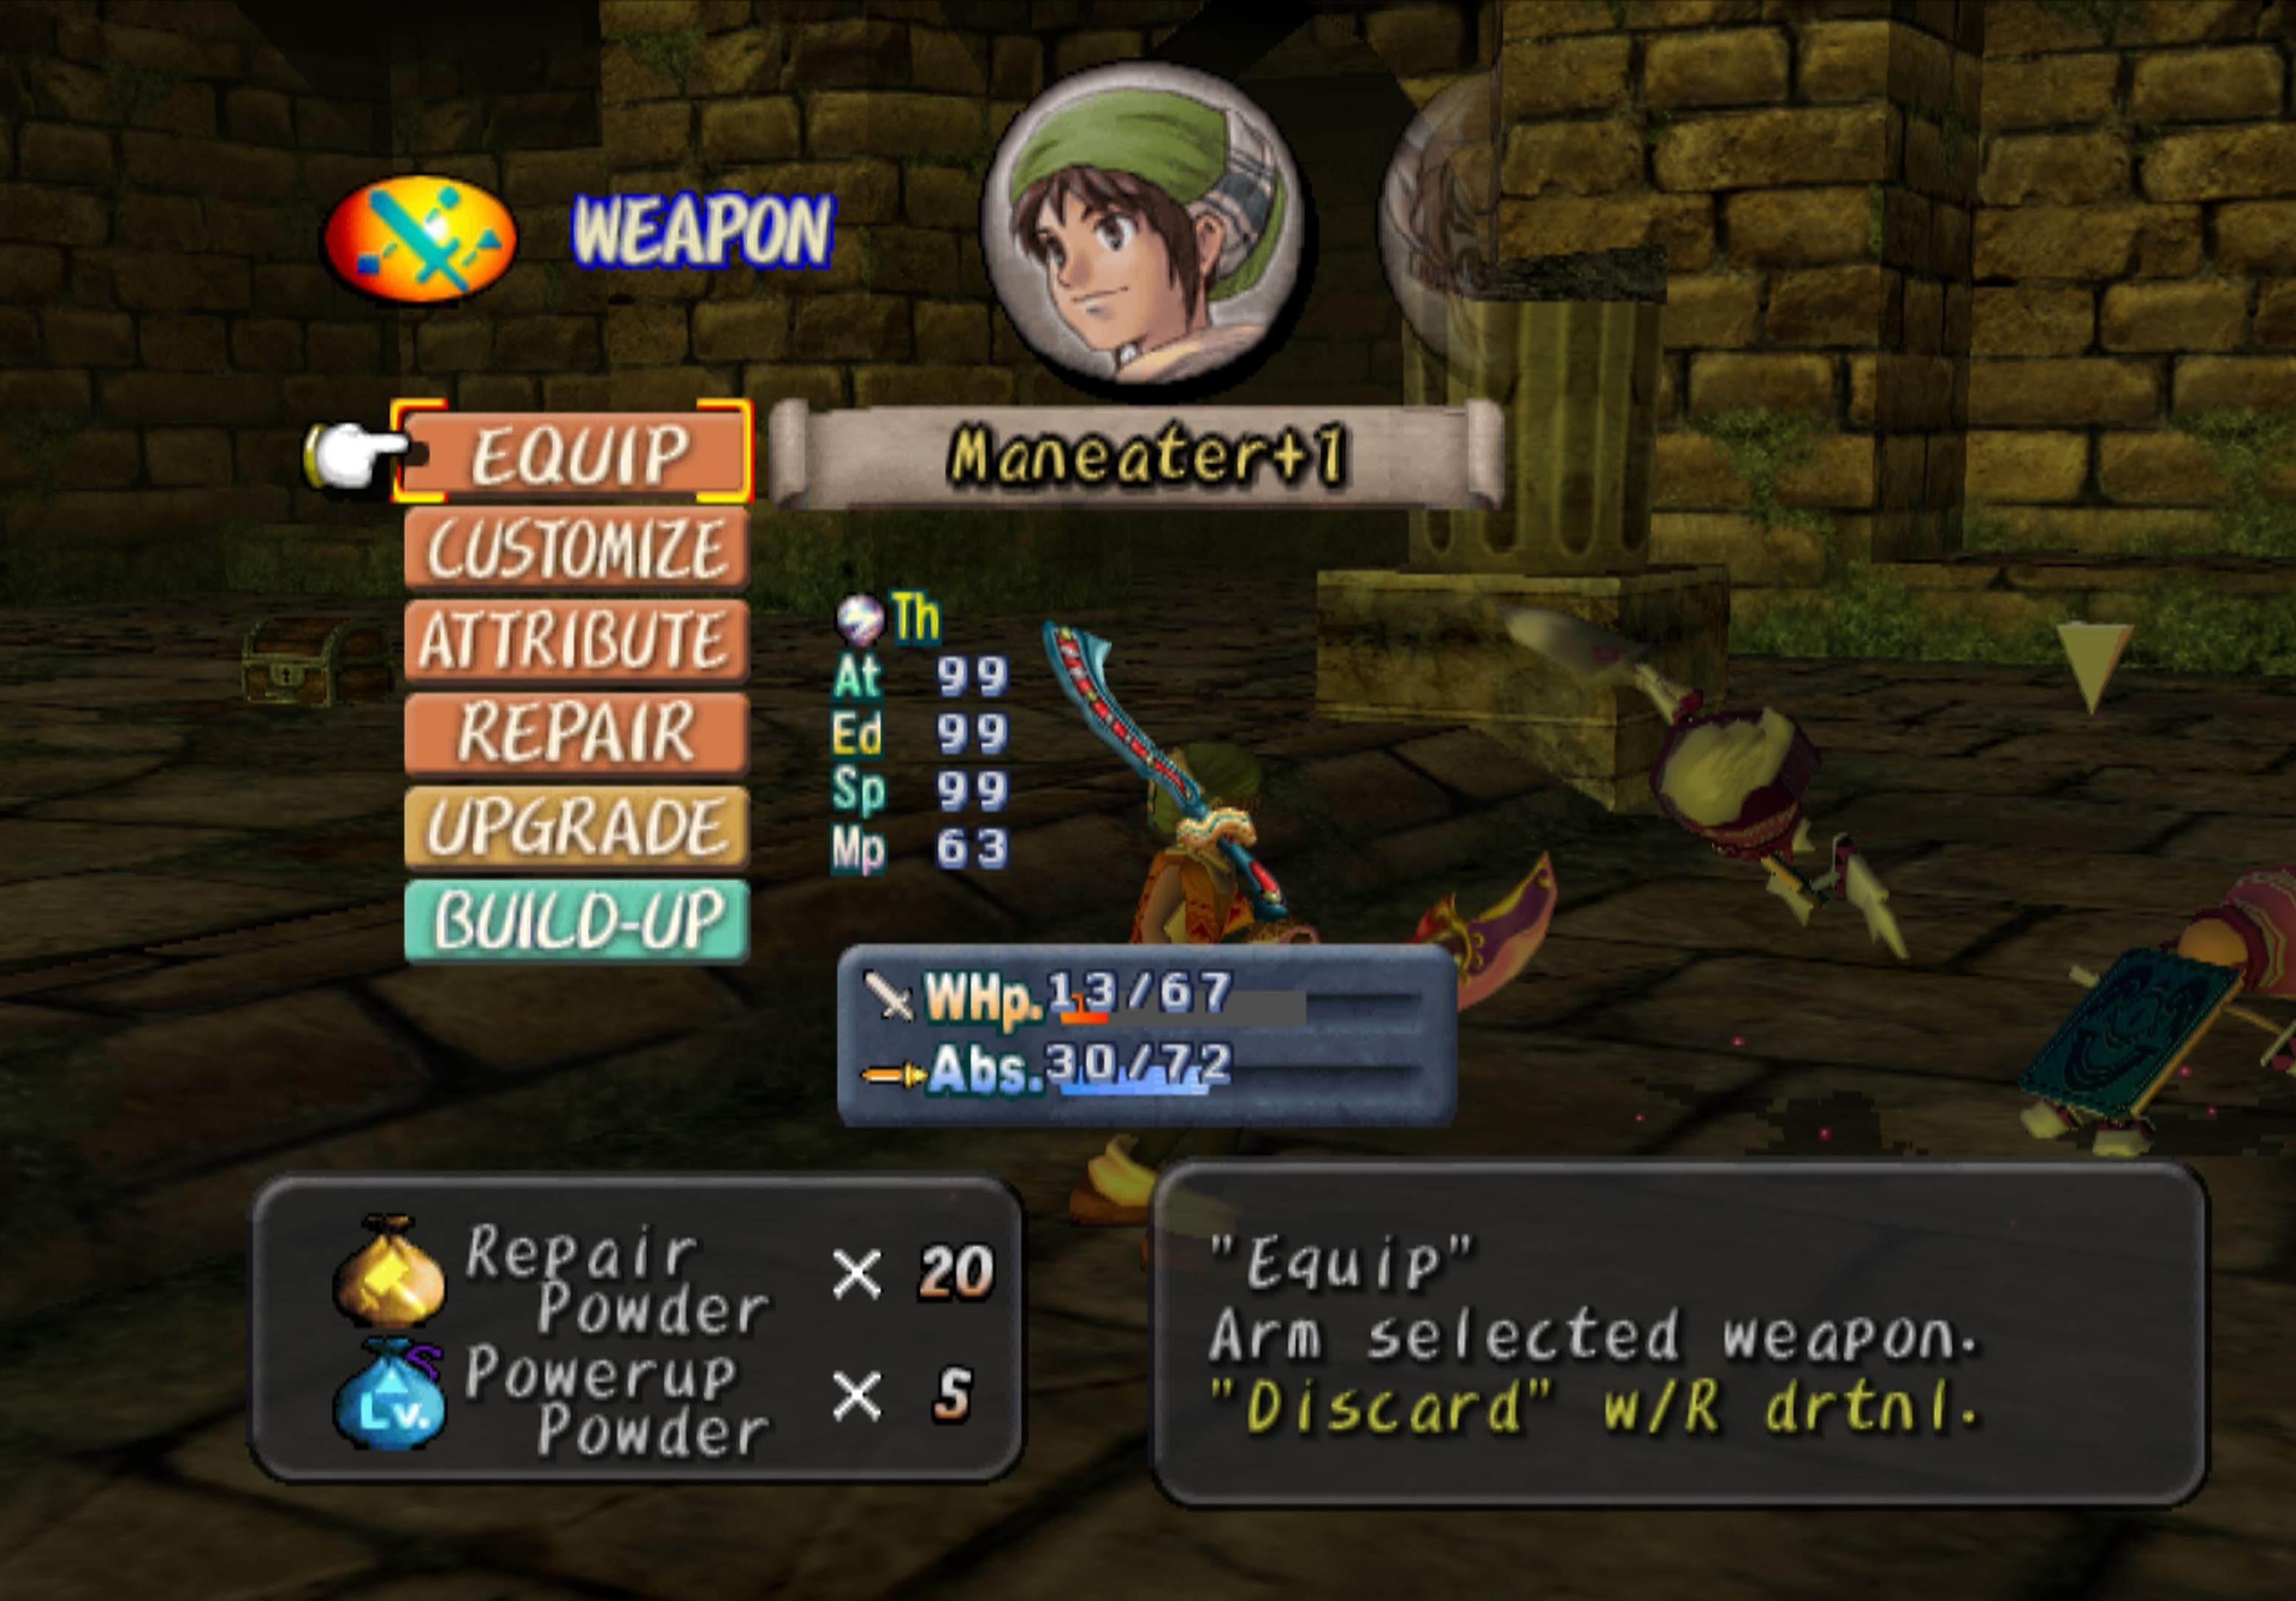 WEAPON
EQUIP
Maneater+1
CUSTOMIZE
ATTRIBUTE
REPAIR
UPGRADE
BUILD-UP
Th
At 99
Ed 99
Sp 99
Mp 63
WHp. 13/67
Abs. 30/72
Repair
Powder × 20
Powerup
Powder × 5
Lv.
"Equip"
Arm selected weapon.
"Discard" w/R drtnl.